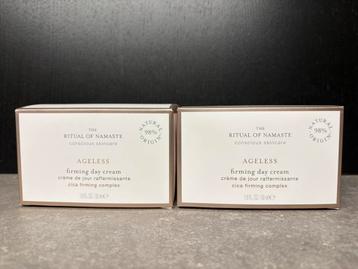 THE
RITUAL OF NAMASTE
conscious skincare
NATURAL ORIGIN
98%
AGELESS
firming day cream
crème de jour raffermissante
cica firming complex
THE
RITUAL OF NAMASTE
conscious skincare
NATURAL ORIGIN
98%
AGELESS
firming day cream
crème de jour raffermissante
cica firming complex